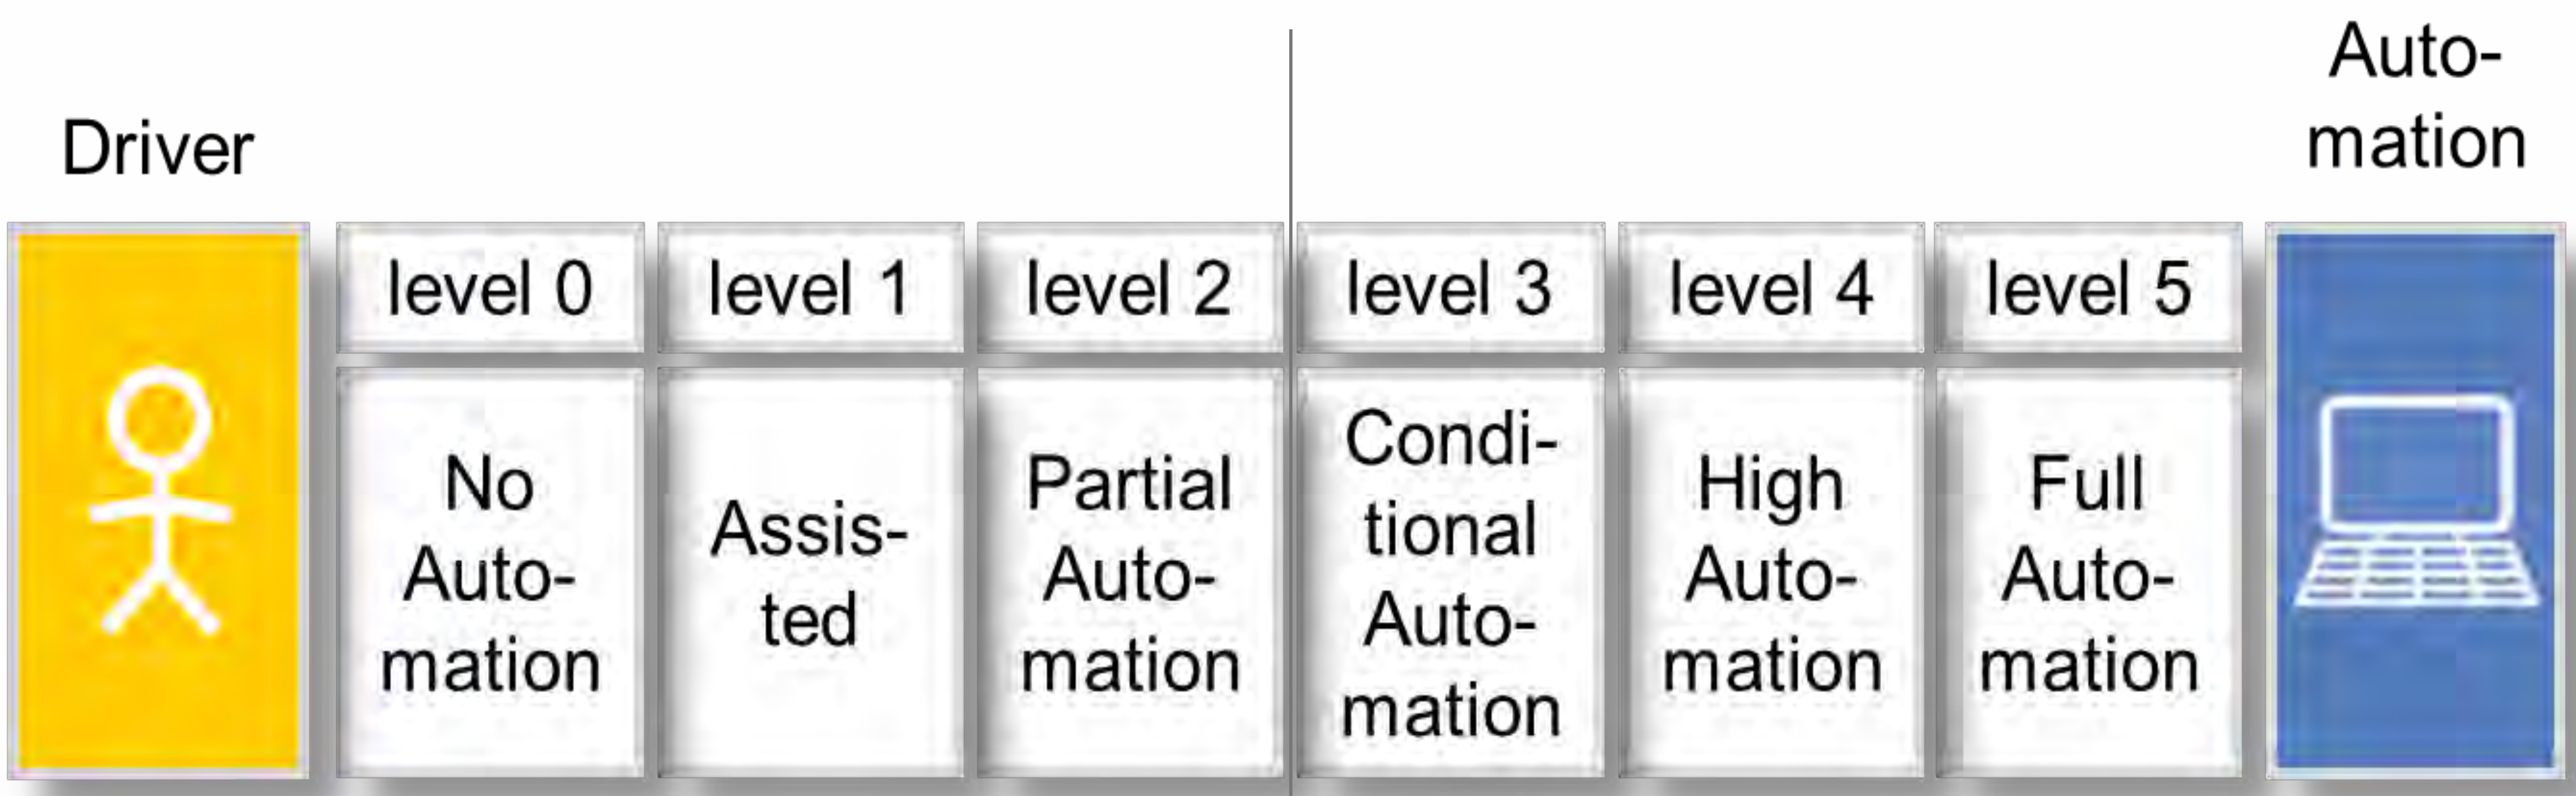 Driver
Auto-
mation
level 0
level 1
level 2
level 3
level 4
level 5
No
Auto-
mation
Assis-
ted
Partial
Auto-
mation
Condi-
tional
Auto-
mation
High
Auto-
mation
Full
Auto-
mation